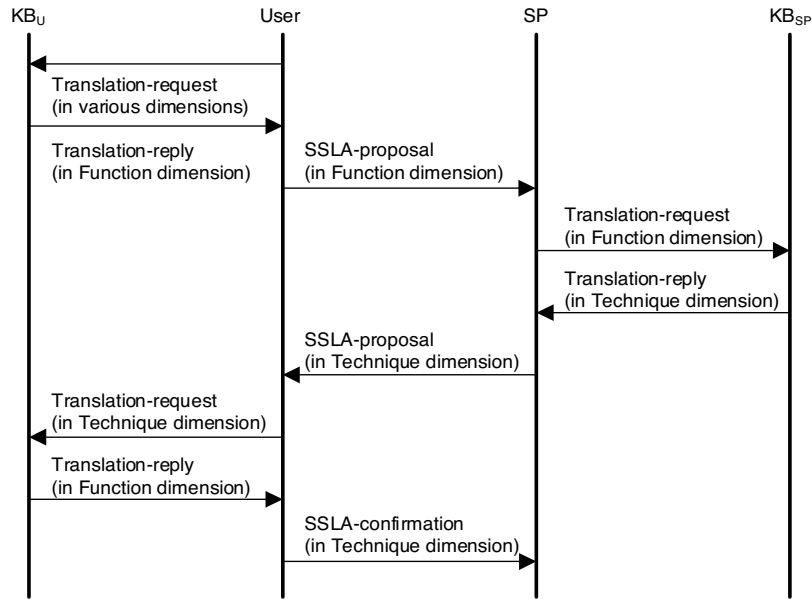 KBU
User
SP
KBSP
Translation-request
(in various dimensions)
Translation-reply
(in Function dimension)
SSLA-proposal
(in Function dimension)
Translation-request
(in Function dimension)
Translation-reply
(in Technique dimension)
SSLA-proposal
(in Technique dimension)
Translation-request
(in Technique dimension)
Translation-reply
(in Function dimension)
SSLA-confirmation
(in Technique dimension)